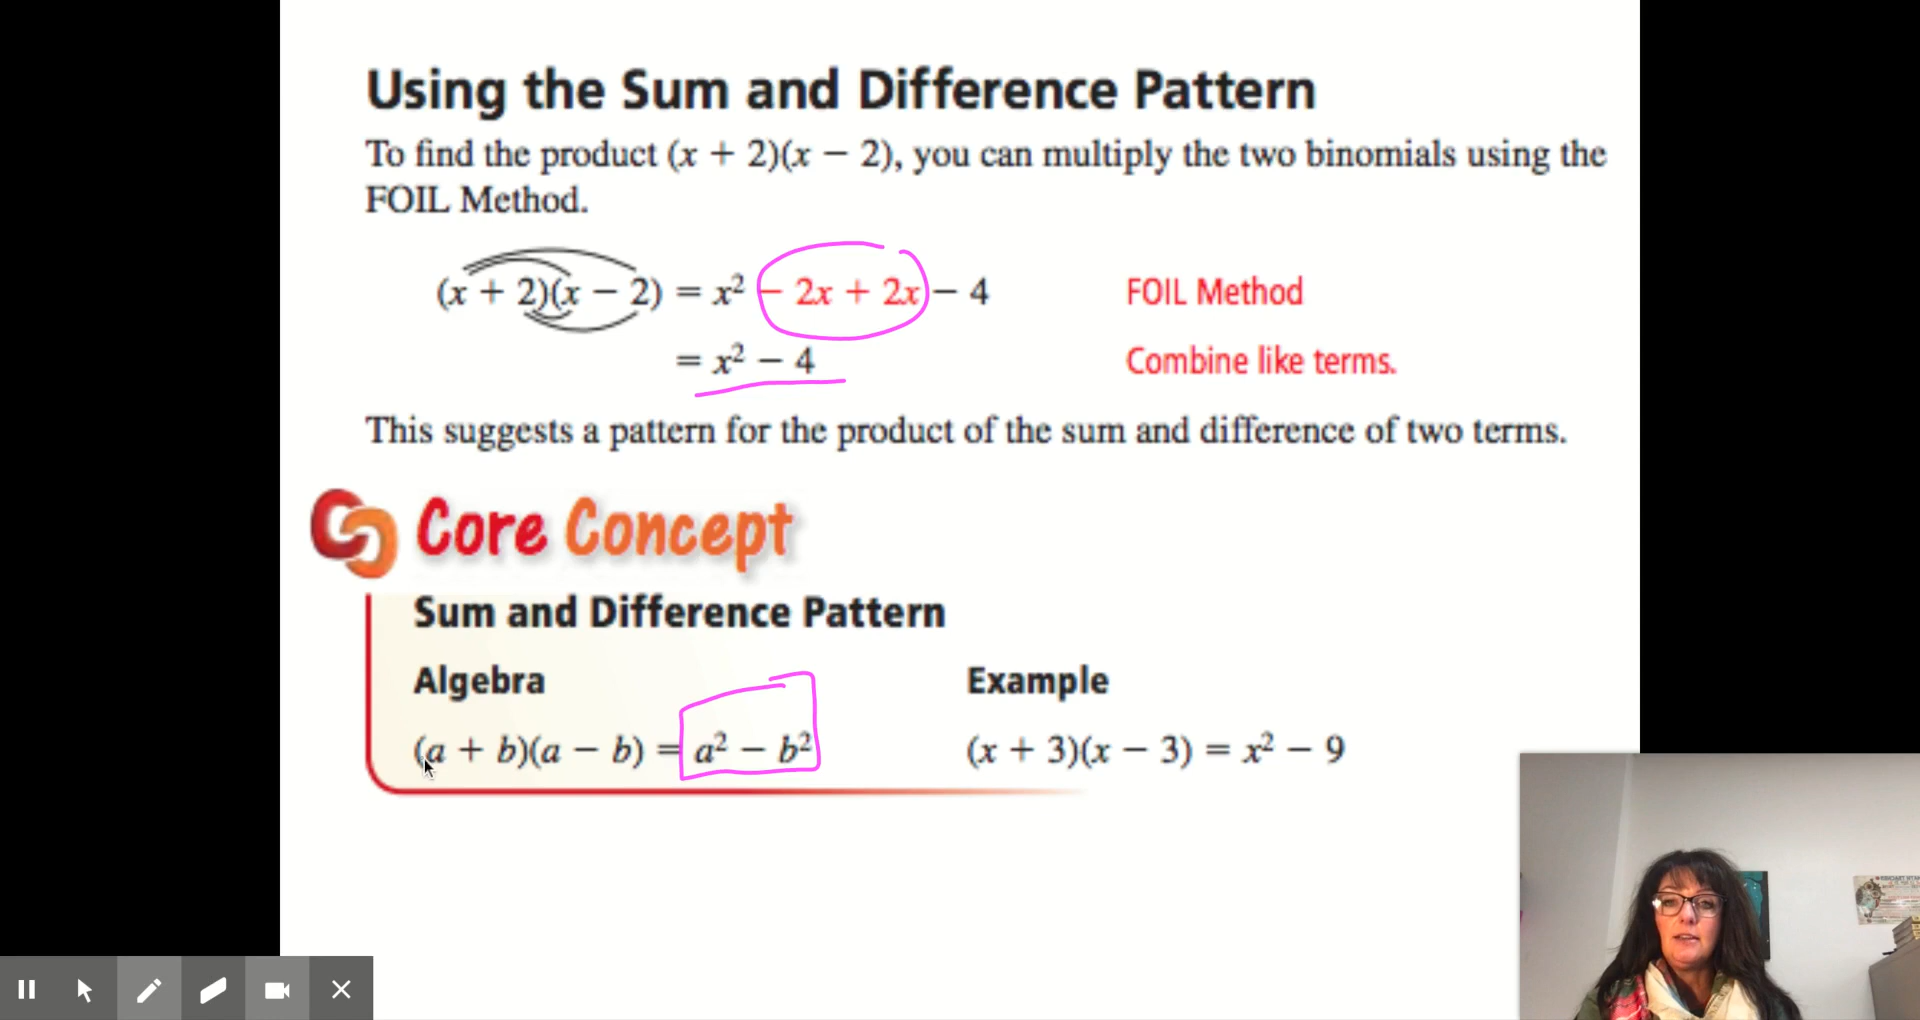 Using the Sum and Difference Pattern
To find the product (x + 2)(x − 2), you can multiply the two binomials using the
FOIL Method.
(x + 2)(x − 2) = x² − 2x + 2x − 4 FOIL Method
= x² − 4 Combine like terms.
This suggests a pattern for the product of the sum and difference of two terms.
Core Concept
Sum and Difference Pattern
Algebra Example
(a + b)(a − b) = a² − b² (x + 3)(x − 3) = x² − 9